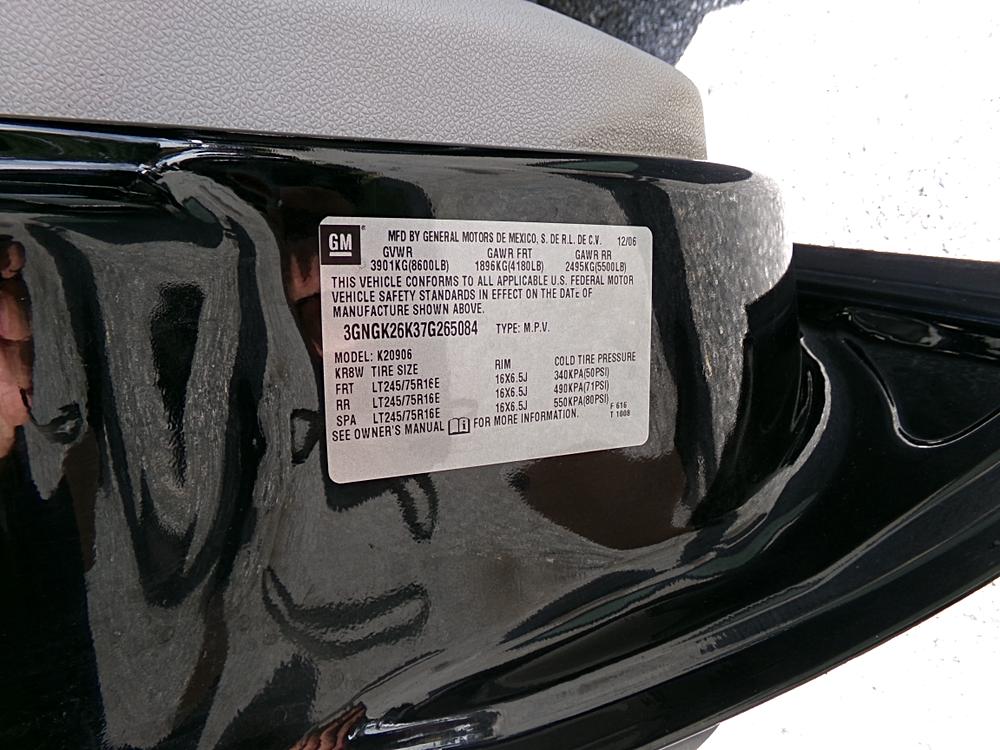 GM ® MFD BY GENERAL MOTORS DE MEXICO, S. DE R.L. DE C.V. 12/06
GVWR GAWR FRT GAWR RR
3901KG(8600LB) 1896KG(4180LB) 2495KG(5500LB)
THIS VEHICLE CONFORMS TO ALL APPLICABLE U.S. FEDERAL MOTOR
VEHICLE SAFETY STANDARDS IN EFFECT ON THE DATE OF
MANUFACTURE SHOWN ABOVE.
3GNGK26K37G265084 TYPE: M.P.V.
MODEL: K20906
KR8W TIRE SIZE RIM COLD TIRE PRESSURE
FRT LT245/75R16E 16X6.5J 340KPA(50PSI)
RR LT245/75R16E 16X6.5J 490KPA(71PSI)
SPA LT245/75R16E 16X6.5J 550KPA(80PSI)
SEE OWNER'S MANUAL FOR MORE INFORMATION. F 616
T 1008